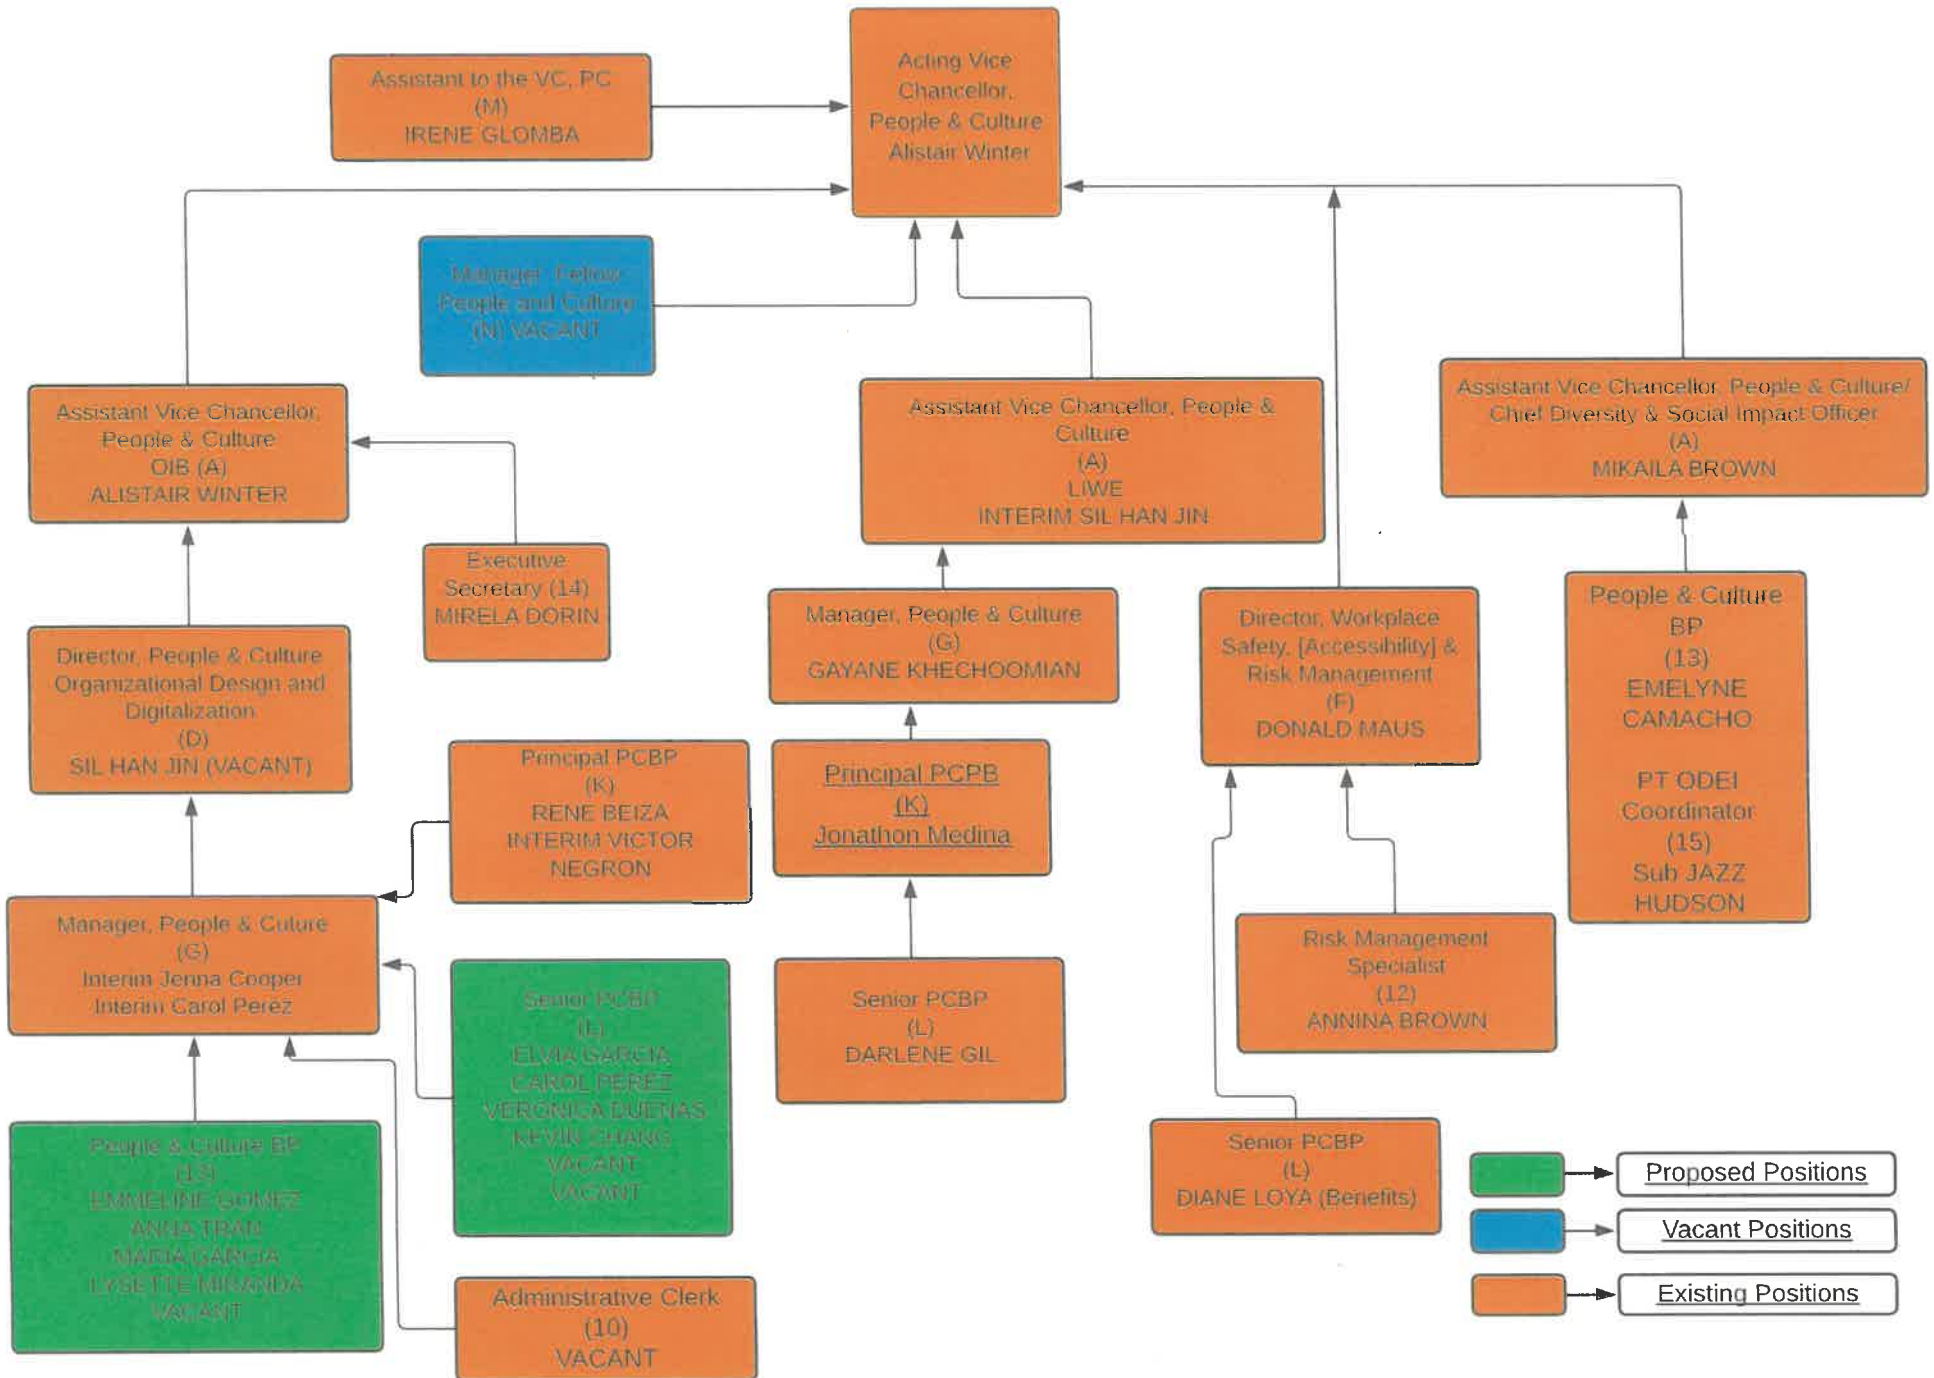 Acting Vice
Chancellor,
People & Culture
Alistair Winter
Assistant to the VC, PC
(M)
IRENE GLOMBA
Manager, Fellow
People and Culture
(N) VACANT
Assistant Vice Chancellor,
People & Culture
OIB (A)
ALISTAIR WINTER
Assistant Vice Chancellor, People &
Culture
(A)
LIWE
INTERIM SIL HAN JIN
Assistant Vice Chancellor, People & Culture/
Chief Diversity & Social Impact Officer
(A)
MIKAILA BROWN
Executive
Secretary (14)
MIRELA DORIN
Director, People & Culture
Organizational Design and
Digitalization
(D)
SIL HAN JIN (VACANT)
Manager, People & Culture
(G)
GAYANE KHECHOOMIAN
Director, Workplace
Safety, [Accessibility] &
Risk Management
(F)
DONALD MAUS
People & Culture
BP
(13)
EMELYNE
CAMACHO
PT ODEI
Coordinator
(15)
Sub JAZZ
HUDSON
Principal PCBP
(K)
RENE BEIZA
INTERIM VICTOR
NEGRON
Principal PCPB
(K)
Jonathon Medina
Manager, People & Cuture
(G)
Interim Jenna Cooper
Interim Carol Perez
Senior PCBP
(L)
ELVIA GARCIA
CAROL PEREZ
VERONICA DUENAS
KEVIN CHANG
VACANT
VACANT
Senior PCBP
(L)
DARLENE GIL
Risk Management
Specialist
(12)
ANNINA BROWN
People & Culture BP
(13)
EMMELINE GOMEZ
ANNA TRAN
MARIA GARCIA
LYSETTE MIRANDA
VACANT
Administrative Clerk
(10)
VACANT
Senior PCBP
(L)
DIANE LOYA (Benefits)
Proposed Positions
Vacant Positions
Existing Positions